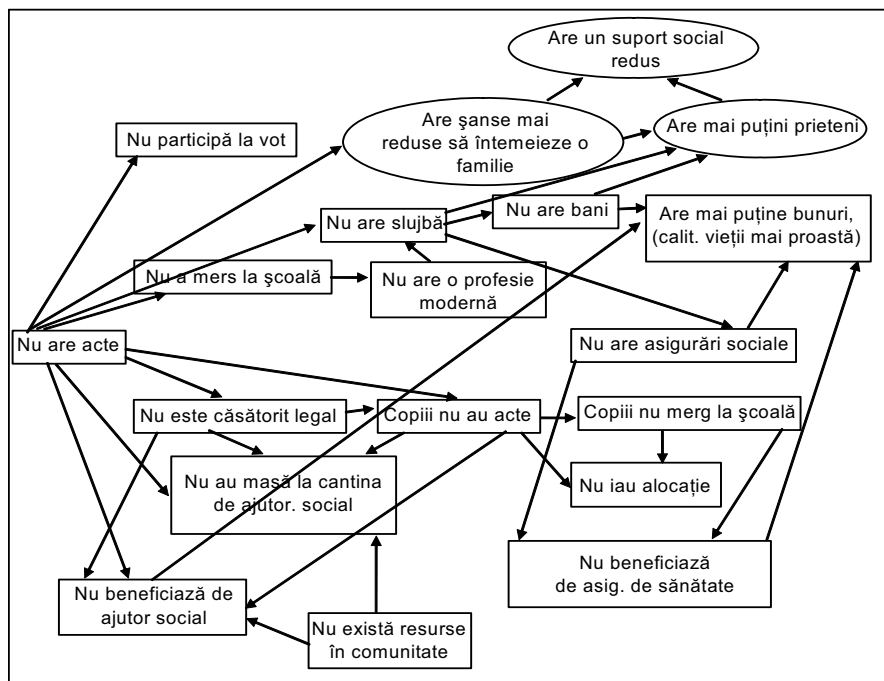 Are un suport social
redus
Are şanse mai
reduse să întemeieze o
familie
Are mai puţini prieteni
Nu participă la vot
Nu are slujbă
Nu are bani
Are mai puţine bunuri,
(calit. vieţii mai proastă)
Nu a mers la şcoală
Nu are o profesie
modernă
Nu are acte
Nu are asigurări sociale
Nu este căsătorit legal
Copiii nu au acte
Copiii nu merg la şcoală
Nu au masă la cantina
de ajutor. social
Nu iau alocaţie
Nu beneficiază
de asig. de sănătate
Nu beneficiază de
ajutor social
Nu există resurse
în comunitate